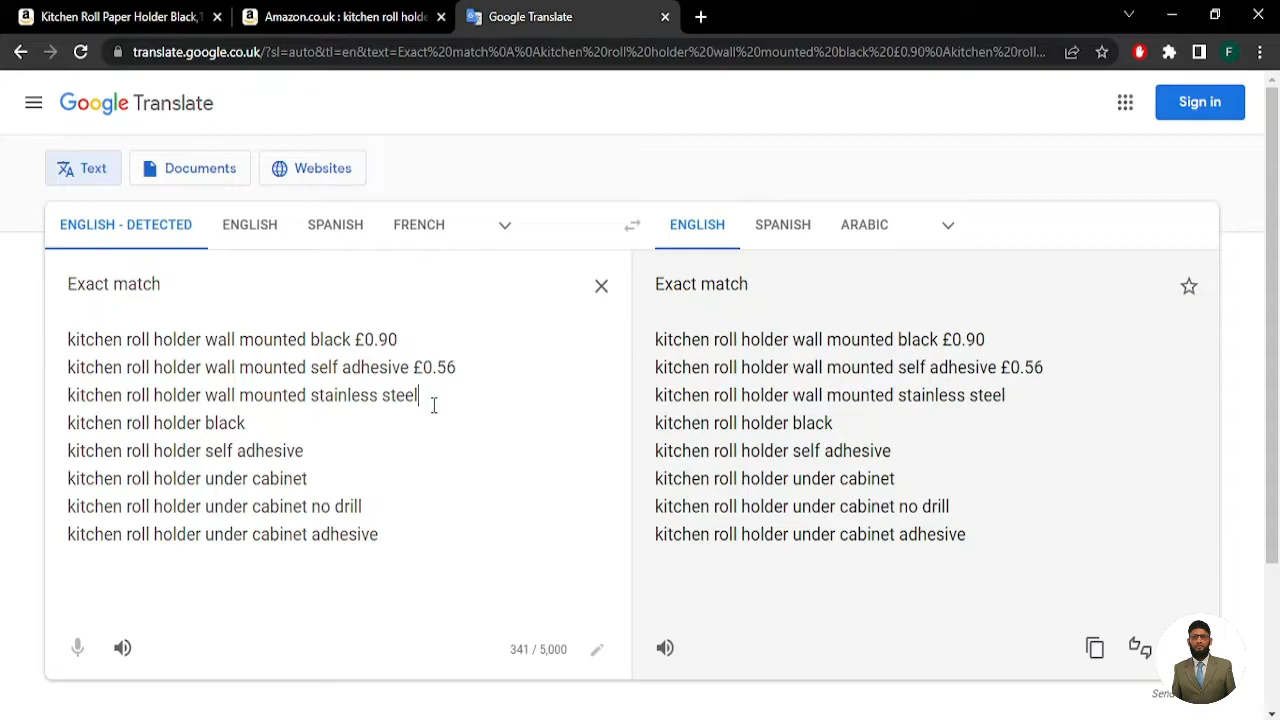 Kitchen Roll Paper Holder Black,
Amazon.co.uk : kitchen roll holde
Google Translate
translate.google.co.uk/?sl=auto&tl=en&text=Exact%20match%0A%0Akitchen%20roll%20holder%20wall%20mounted%20black%20£0.90%0Akitchen%20roll...
F
Google Translate
Sign in
Text
Documents
Websites
ENGLISH - DETECTED
ENGLISH
SPANISH
FRENCH
ENGLISH
SPANISH
ARABIC
Exact match
kitchen roll holder wall mounted black £0.90
kitchen roll holder wall mounted self adhesive £0.56
kitchen roll holder wall mounted stainless steel
kitchen roll holder black
kitchen roll holder self adhesive
kitchen roll holder under cabinet
kitchen roll holder under cabinet no drill
kitchen roll holder under cabinet adhesive
341 / 5,000
Exact match
kitchen roll holder wall mounted black £0.90
kitchen roll holder wall mounted self adhesive £0.56
kitchen roll holder wall mounted stainless steel
kitchen roll holder black
kitchen roll holder self adhesive
kitchen roll holder under cabinet
kitchen roll holder under cabinet no drill
kitchen roll holder under cabinet adhesive
Send